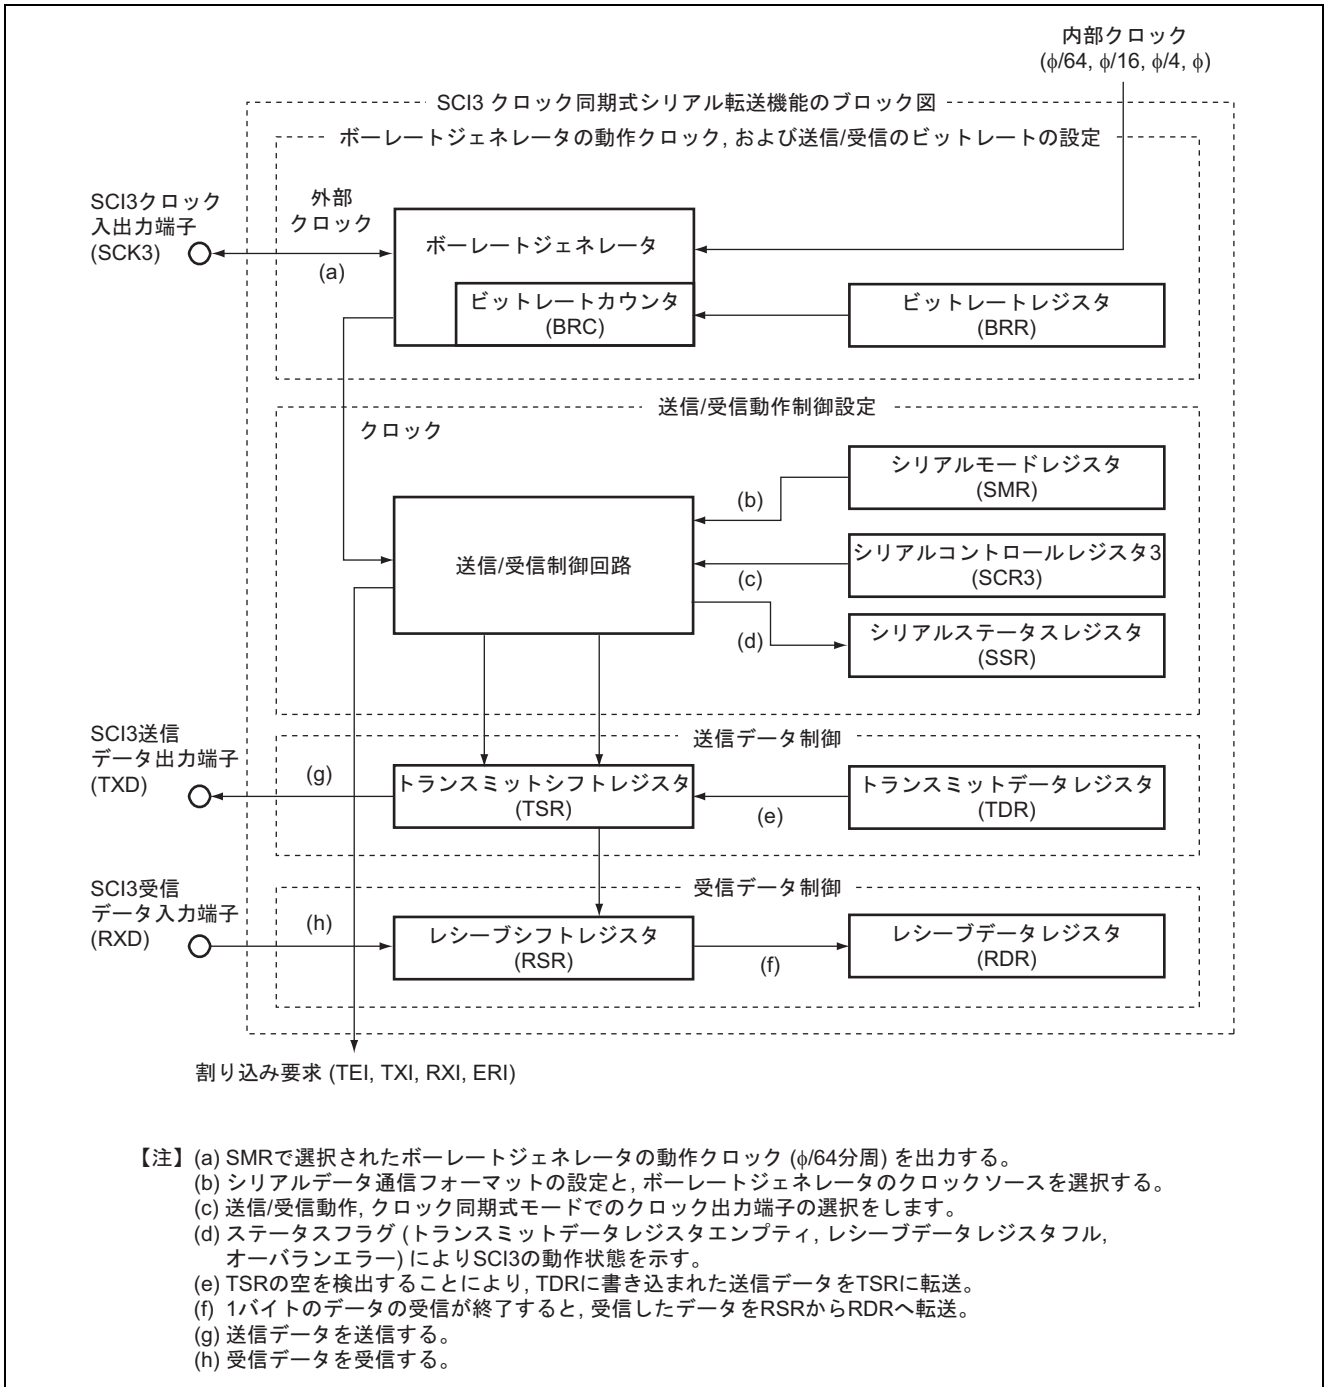 内部クロック
(ϕ/64, ϕ/16, ϕ/4, ϕ)
SCI3 クロック同期式シリアル転送機能のブロック図
ボーレートジェネレータの動作クロック, および送信/受信のビットレートの設定
SCI3クロック
入出力端子
(SCK3)
外部
クロック
(a)
ボーレートジェネレータ
ビットレートカウンタ
(BRC)
ビットレートレジスタ
(BRR)
送信/受信動作制御設定
クロック
シリアルモードレジスタ
(SMR)
(b)
送信/受信制御回路
シリアルコントロールレジスタ3
(SCR3)
(c)
シリアルステータスレジスタ
(SSR)
(d)
SCI3送信
データ出力端子
(TXD)
送信データ制御
(g)
トランスミットシフトレジスタ
(TSR)
(e)
トランスミットデータレジスタ
(TDR)
SCI3受信
データ入力端子
(RXD)
受信データ制御
(h)
レシーブシフトレジスタ
(RSR)
(f)
レシーブデータレジスタ
(RDR)
割り込み要求 (TEI, TXI, RXI, ERI)
【注】(a) SMRで選択されたボーレートジェネレータの動作クロック (ϕ/64分周) を出力する。
(b) シリアルデータ通信フォーマットの設定と, ボーレートジェネレータのクロックソースを選択する。
(c) 送信/受信動作, クロック同期式モードでのクロック出力端子の選択をします。
(d) ステータスフラグ (トランスミットデータレジスタエンプティ, レシーブデータレジスタフル,
オーバランエラー) によりSCI3の動作状態を示す。
(e) TSRの空を検出することにより, TDRに書き込まれた送信データをTSRに転送。
(f) 1バイトのデータの受信が終了すると, 受信したデータをRSRからRDRへ転送。
(g) 送信データを送信する。
(h) 受信データを受信する。